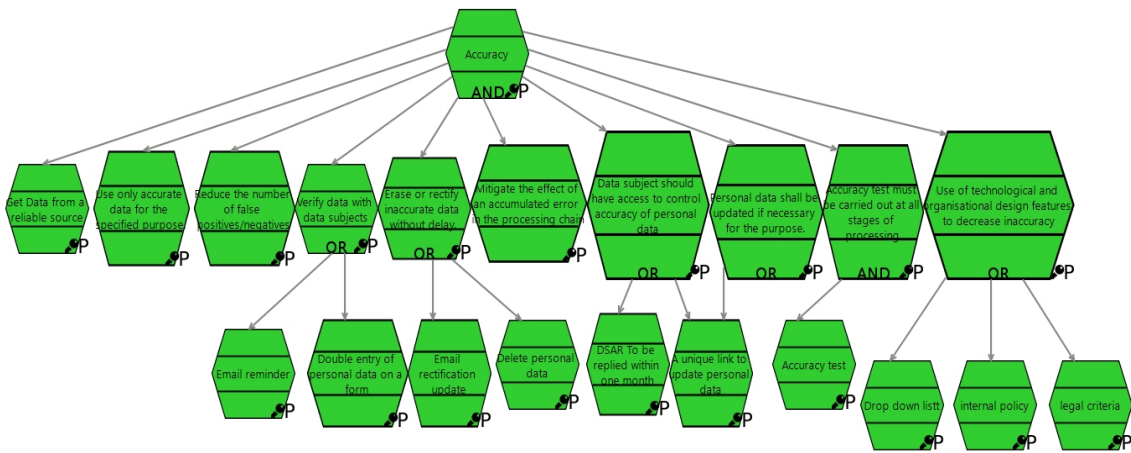 Accuracy
AND P
Get Data from a
reliable source
P
Use only accurate
data for the
specified purpose
P
Reduce the number
of false
positives/negatives
P
Verify data with
data subjects
OR P
Erase or rectify
inaccurate data
without delay.
OR P
Mitigate the effect of
an accumulated error
in the processing chain
P
Data subject should
have access to control
accuracy of personal
data
OR P
Personal data shall be
updated if necessary
for the purpose.
OR P
Accuracy test must
be carried out at all
stages of
processing
AND P
Use of technological and
organisational design features
to decrease inaccuracy
OR P
Email reminder
P
Double entry of
personal data on a
form
P
Email
rectification
update
P
Delete personal
data
P
DSAR To be
replied within
one month
P
A unique link to
update personal
data
P
Accuracy test
P
Drop down listt
P
internal policy
P
legal criteria
P